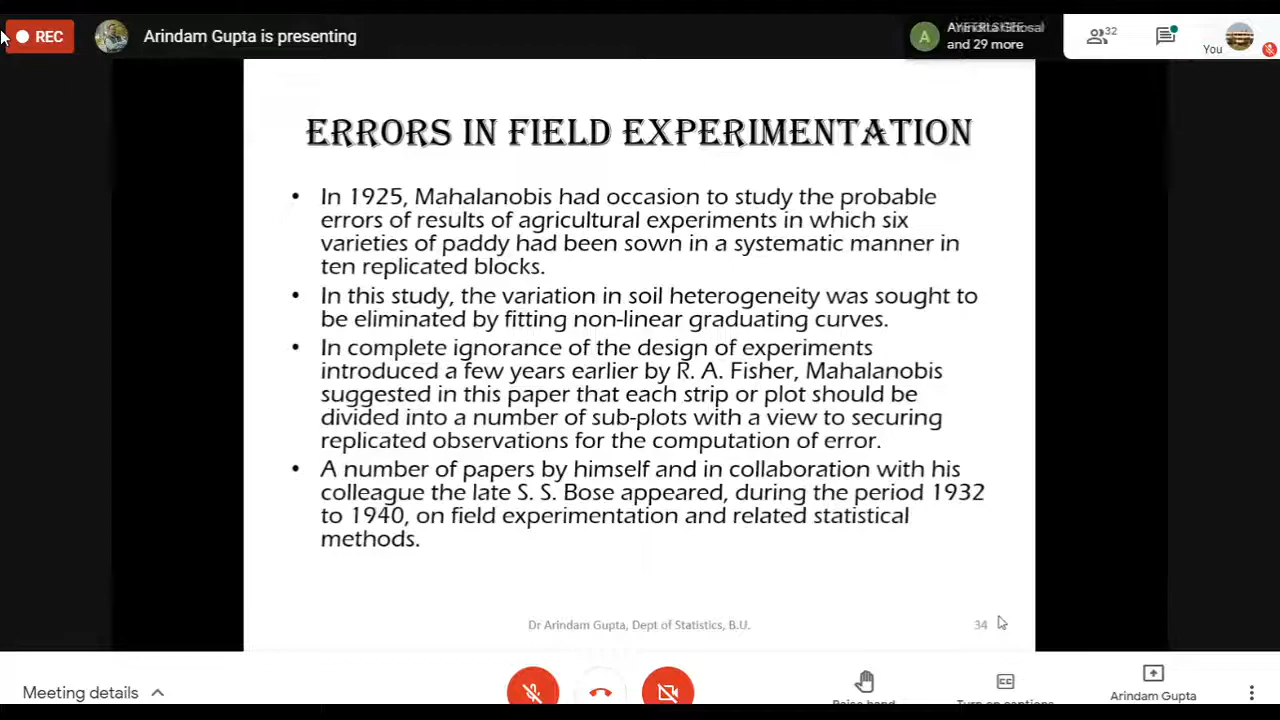 REC
Arindam Gupta is presenting
and 29 more
32
You
A
ERRORS IN FIELD EXPERIMENTATION
• In 1925, Mahalanobis had occasion to study the probable
errors of results of agricultural experiments in which six
varieties of paddy had been sown in a systematic manner in
ten replicated blocks.
• In this study, the variation in soil heterogeneity was sought to
be eliminated by fitting non-linear graduating curves.
• In complete ignorance of the design of experiments
introduced a few years earlier by R. A. Fisher, Mahalanobis
suggested in this paper that each strip or plot should be
divided into a number of sub-plots with a view to securing
replicated observations for the computation of error.
• A number of papers by himself and in collaboration with his
colleague the late S. S. Bose appeared, during the period 1932
to 1940, on field experimentation and related statistical
methods.
Dr Arindam Gupta, Dept of Statistics, B.U.
34
Meeting details
CC
Raise hand
Turn on captions
Arindam Gupta